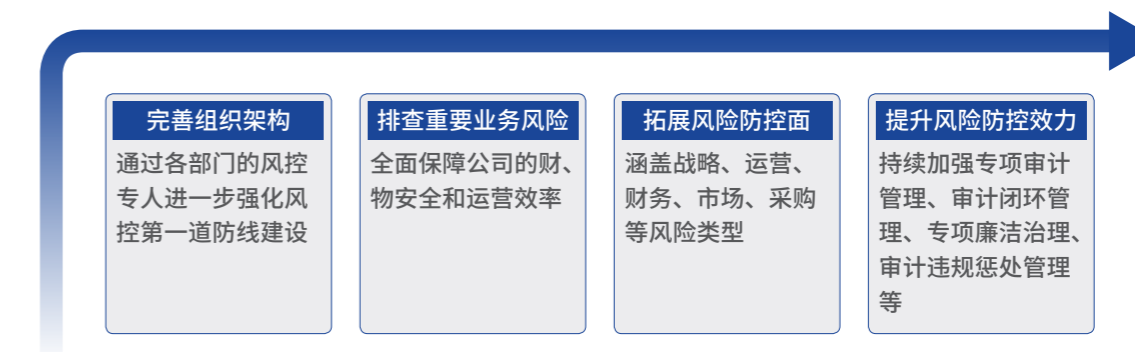 完善组织架构
通过各部门的风控
专人进一步强化风
控第一道防线建设
排查重要业务风险
全面保障公司的财、
物安全和运营效率
拓展风险防控面
涵盖战略、运营、
财务、市场、采购
等风险类型
提升风险防控效力
持续加强专项审计
管理、审计闭环管
理、专项廉洁治理、
审计违规惩处管理
等